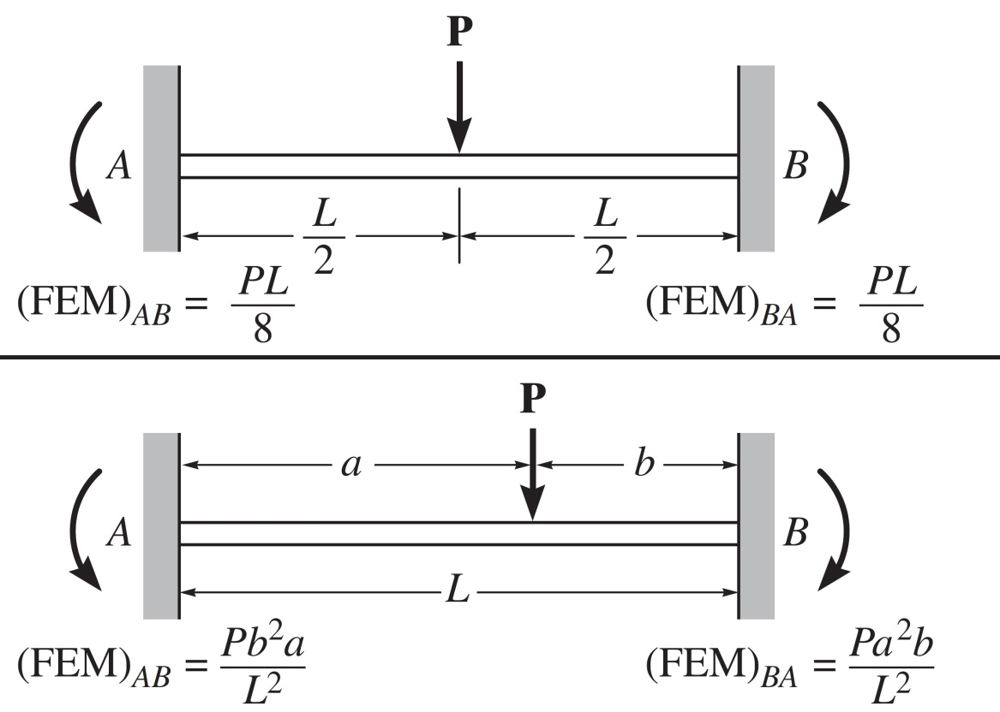 P
A B
L/2 L/2
(FEM)_{AB} = PL/8 (FEM)_{BA} = PL/8
P
a b
A B
L
(FEM)_{AB} = Pb²a/L² (FEM)_{BA} = Pa²b/L²